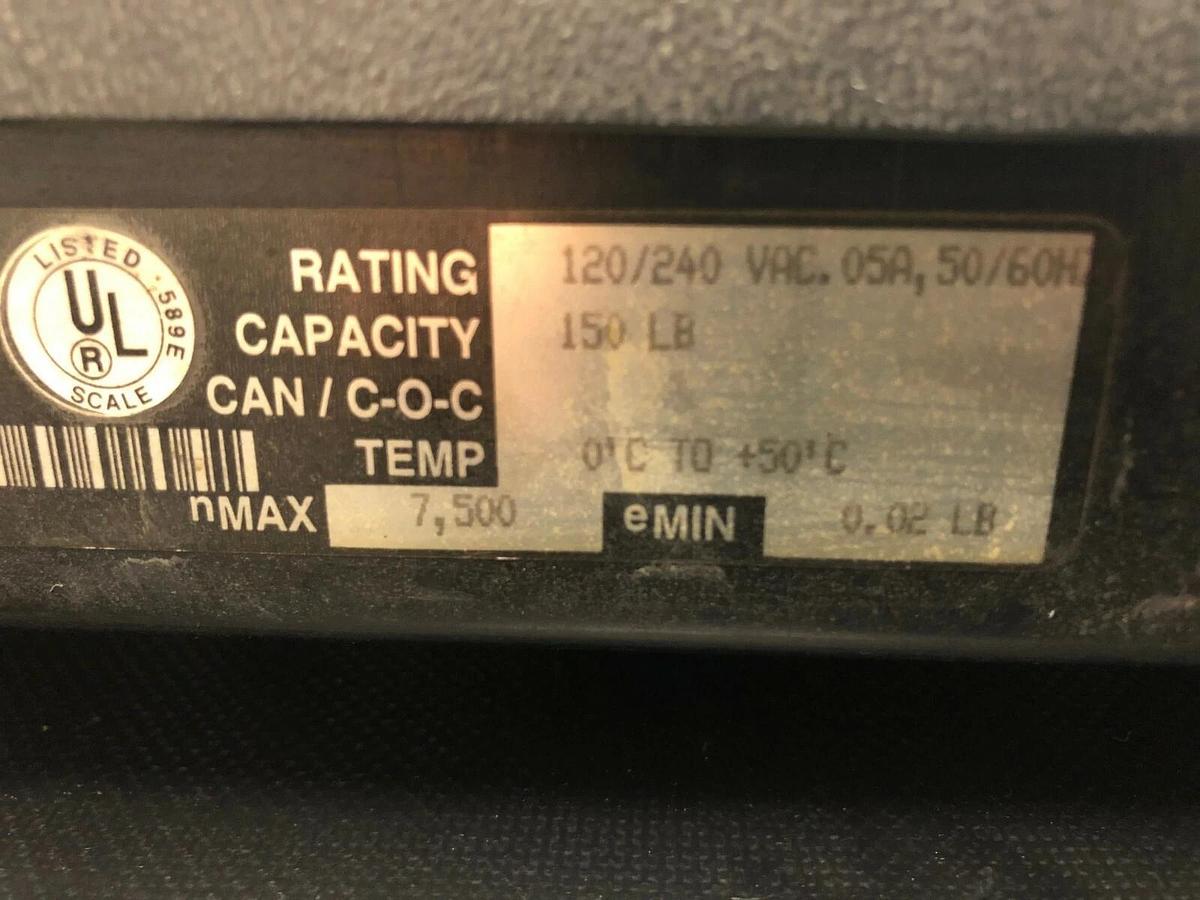 LISTED 589E
UL
R
SCALE
RATING 120/240 VAC.05A,50/60HZ
CAPACITY 150 LB
CAN / C-O-C
TEMP 0'C TO +50'C
nMAX 7,500 eMIN 0.02 LB